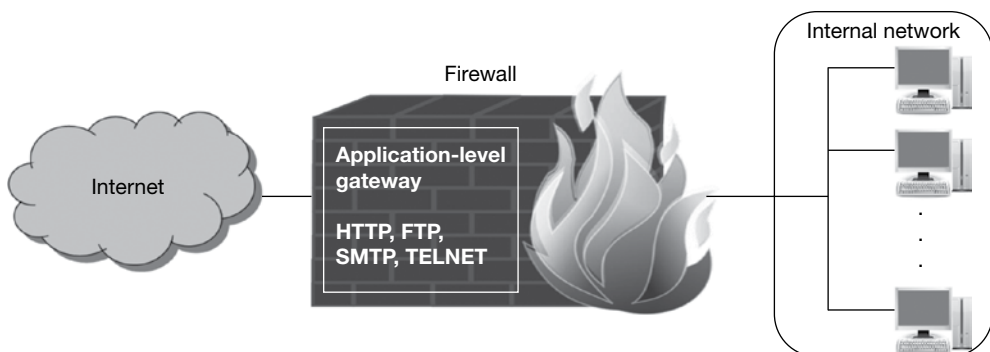 Internal network
Firewall
Internet
Application-level
gateway
HTTP, FTP,
SMTP, TELNET